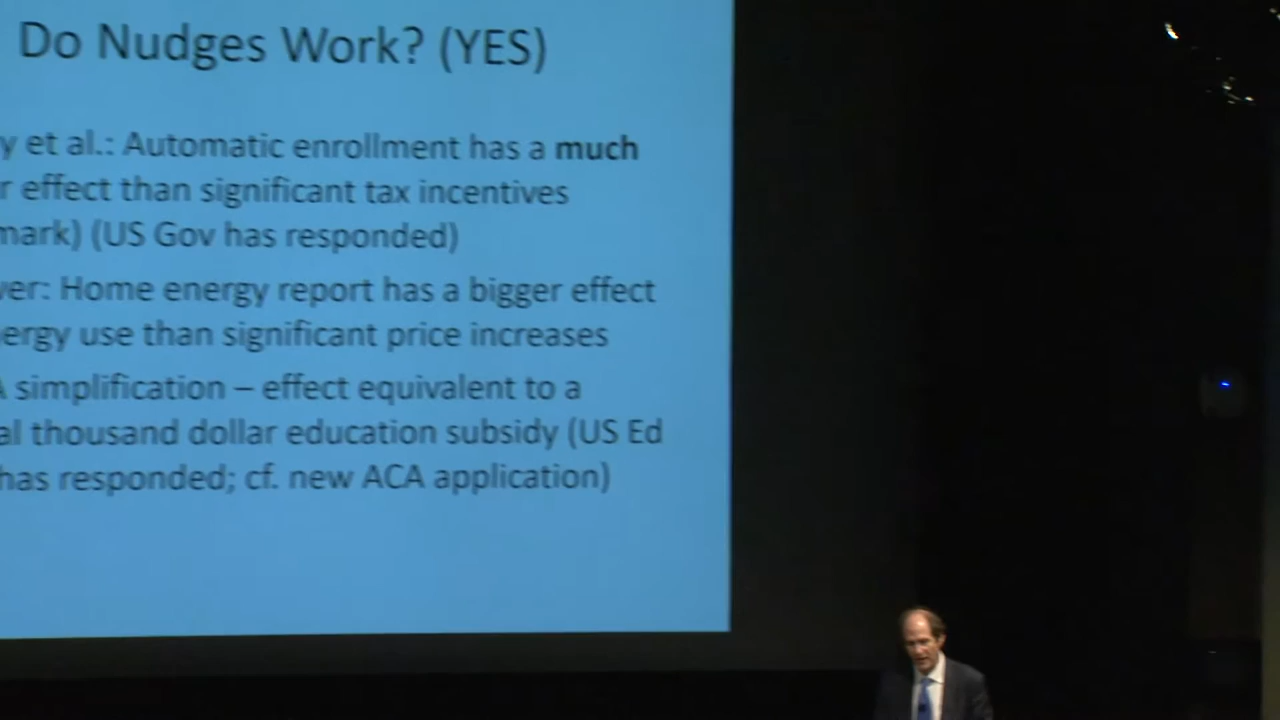 Do Nudges Work? (YES)
y et al.: Automatic enrollment has a much
r effect than significant tax incentives
mark) (US Gov has responded)
ver: Home energy report has a bigger effect
ergy use than significant price increases
A simplification – effect equivalent to a
al thousand dollar education subsidy (US Ed
has responded; cf. new ACA application)